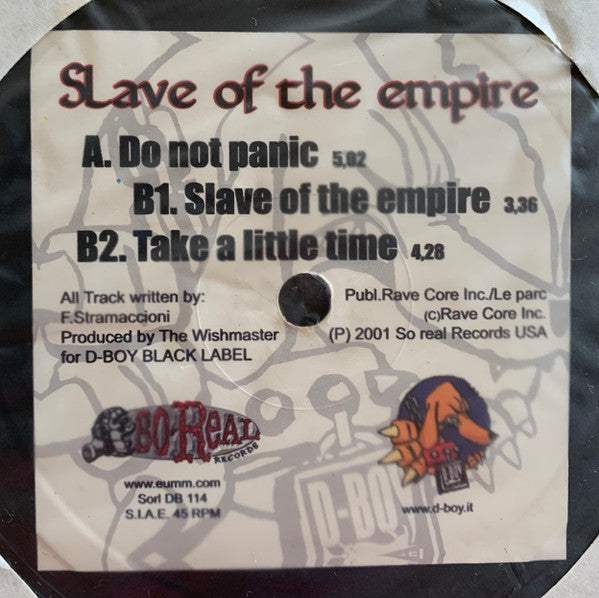 Slave of the empire
A. Do not panic 5,02
B1. Slave of the empire 3,36
B2. Take a little time 4,28
All Track written by:
F.Stramaccioni
Produced by The Wishmaster
for D-BOY BLACK LABEL
Publ.Rave Core Inc./Le parc
(c)Rave Core Inc.
(P) 2001 So real Records USA
SO-REAL
RECORDS
www.eumm.com
Sorl DB 114
S.I.A.E. 45 RPM
D-BOY
www.d-boy.it